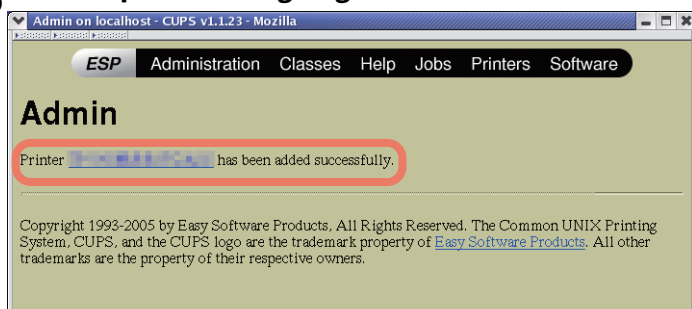 Admin on localhost - CUPS v1.1.23 - Mozilla
ESP Administration Classes Help Jobs Printers Software
Admin
Printer has been added successfully.
Copyright 1993-2005 by Easy Software Products, All Rights Reserved. The Common UNIX Printing
System, CUPS, and the CUPS logo are the trademark property of Easy Software Products. All other
trademarks are the property of their respective owners.